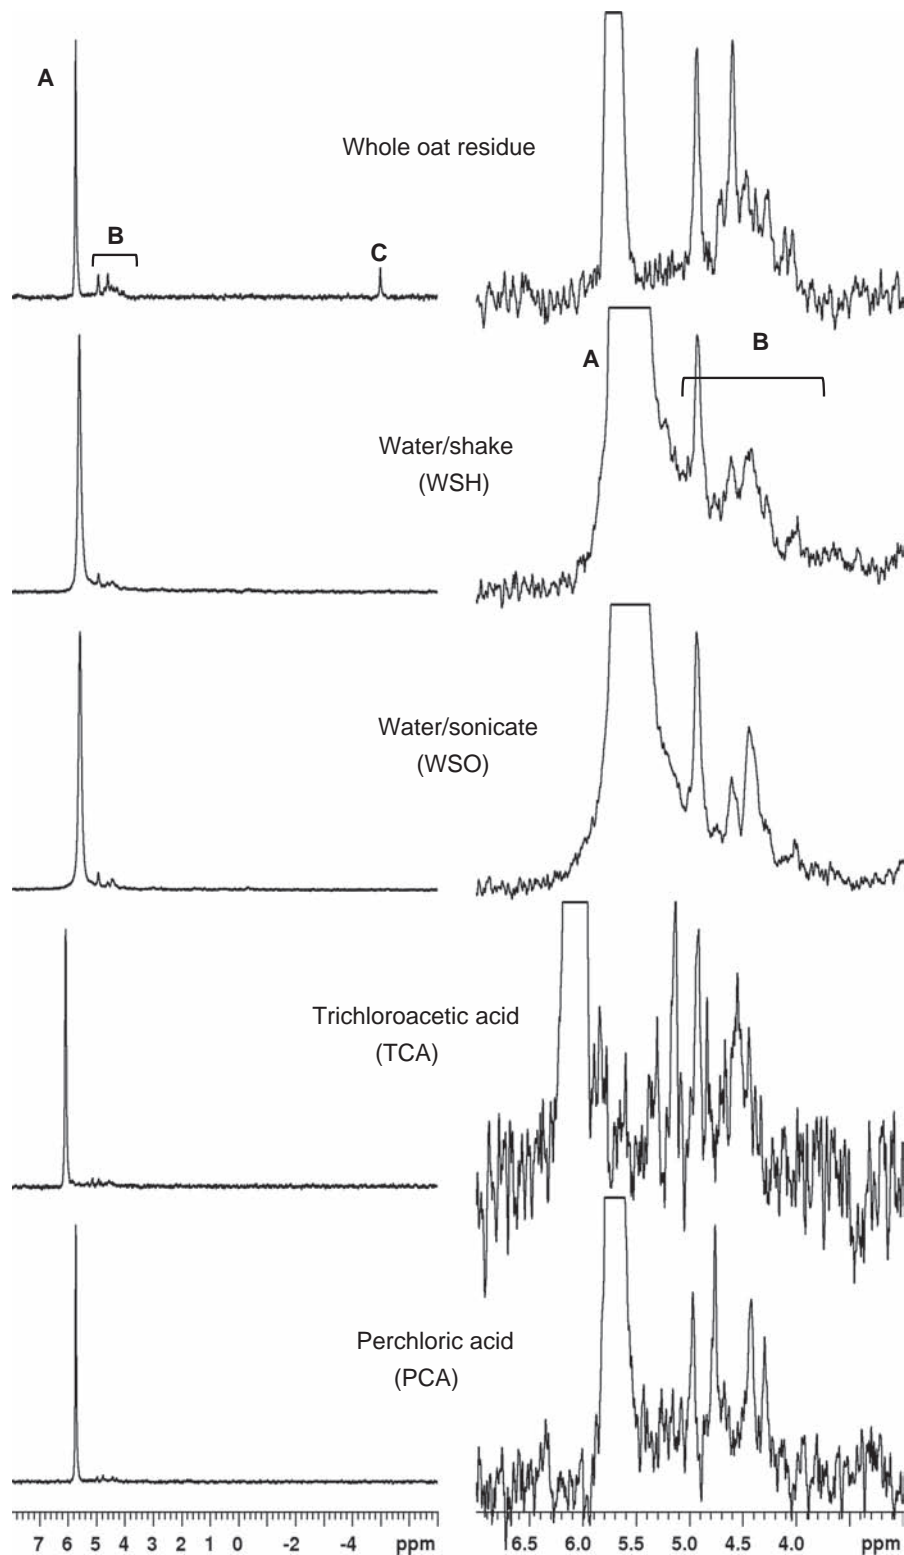 A
Whole oat residue
B
C
A
B
Water/shake
(WSH)
Water/sonicate
(WSO)
Trichloroacetic acid
(TCA)
Perchloric acid
(PCA)
7 6 5 4 3 2 1 0 -2 -4 ppm
6.5 6.0 5.5 5.0 4.5 4.0 ppm